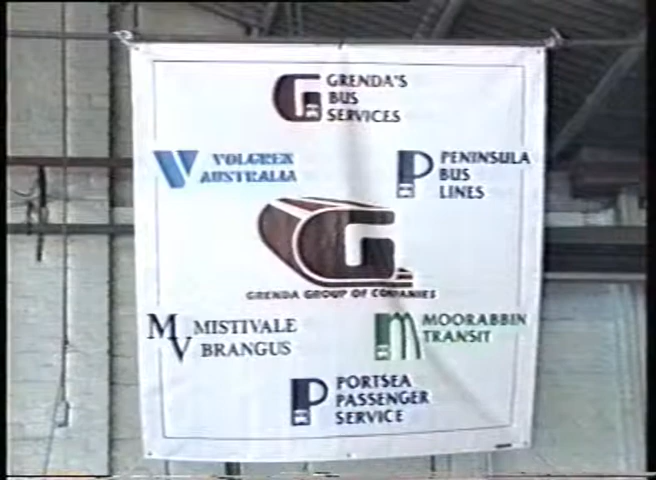 GRENDA'S
BUS
SERVICES
VOLGREN
AUSTRALIA
PENINSULA
BUS
LINES
GRENDA GROUP OF COMPANIES
MV MISTIVALE
BRANGUS
MOORABBIN
TRANSIT
PORTSEA
PASSENGER
SERVICE